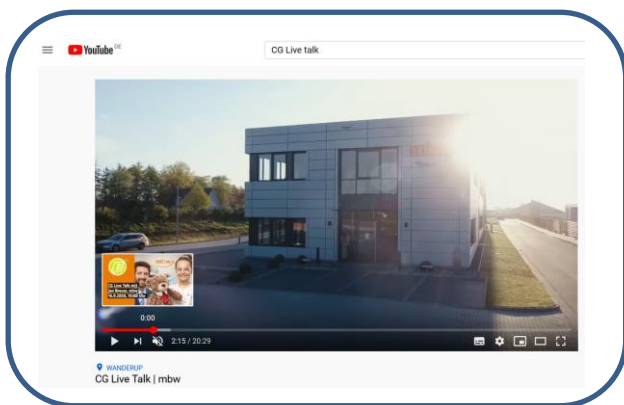 YouTube DE
CG Live talk
mbw
CG Live Talk mit
0:00
2:15 / 20:29
WANDERUP
CG Live Talk | mbw